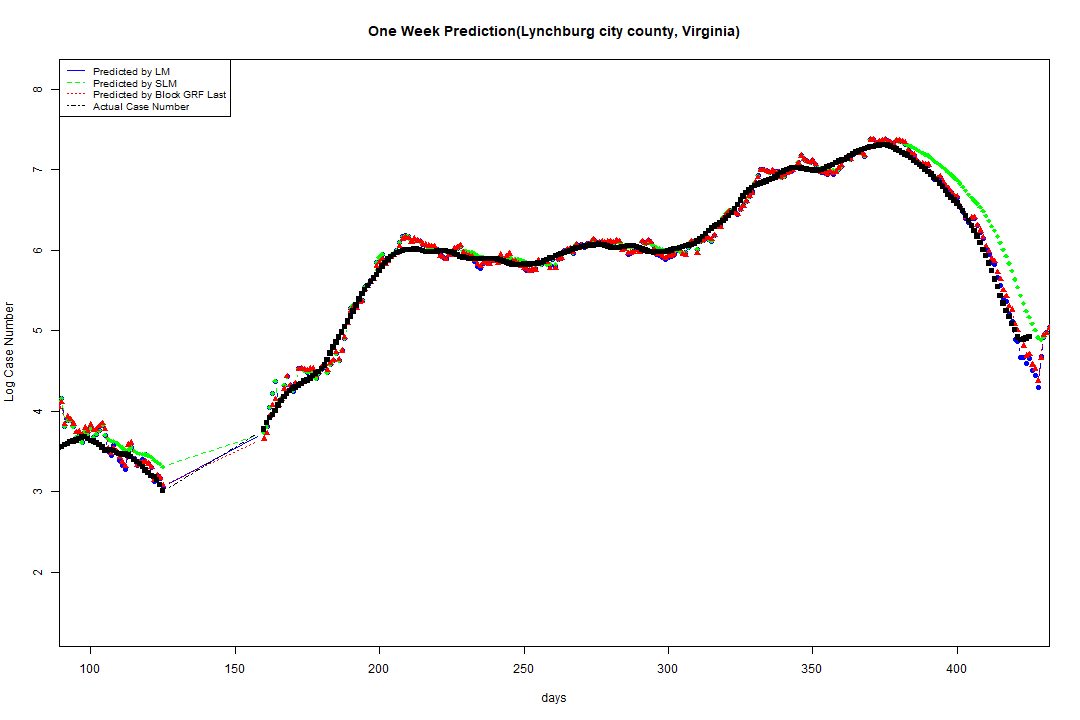 One Week Prediction(Lynchburg city county, Virginia)
Predicted by LM
Predicted by SLM
Predicted by Block GRF Last
Actual Case Number
Log Case Number
8
7
6
5
4
3
2
100 150 200 250 300 350 400
days